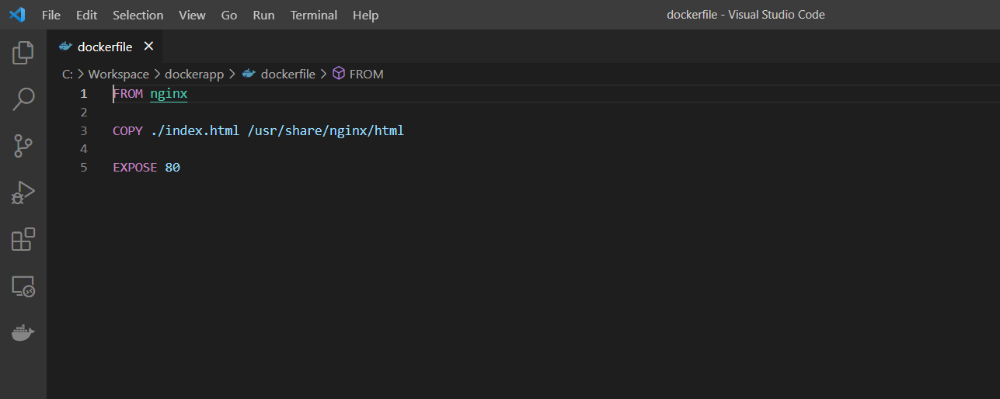 File Edit Selection View Go Run Terminal Help dockerfile - Visual Studio Code
dockerfile
C: Workspace dockerapp dockerfile FROM
1 FROM nginx
2
3 COPY ./index.html /usr/share/nginx/html
4
5 EXPOSE 80